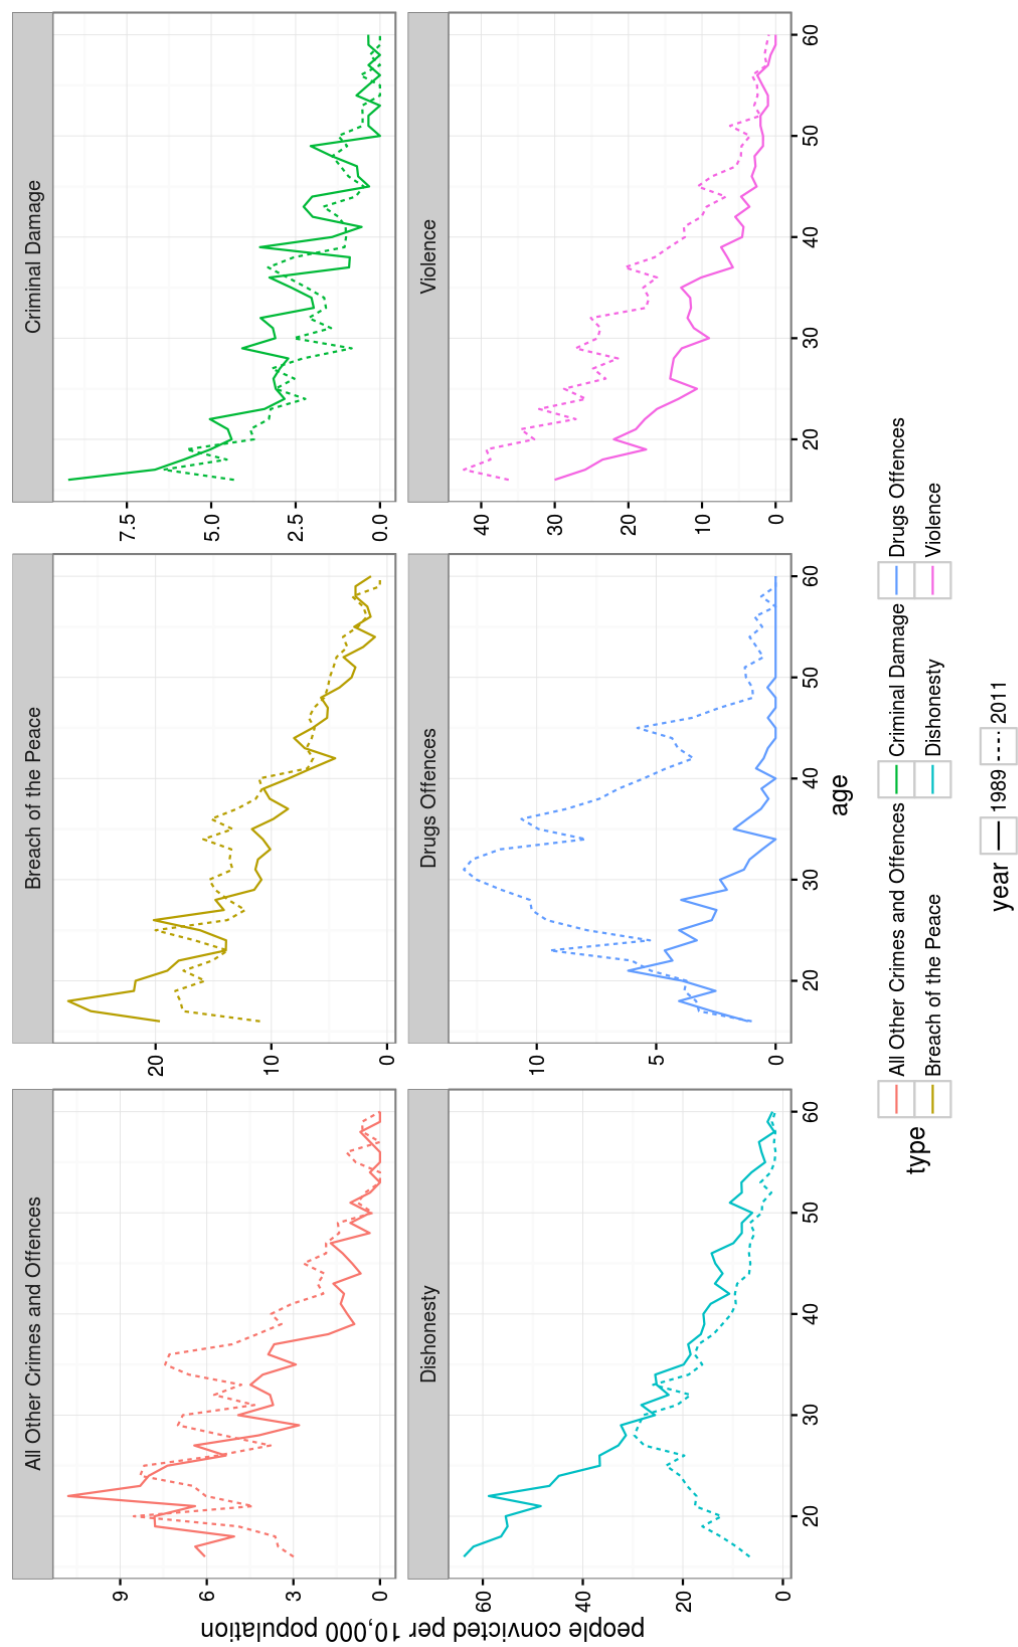 All Other Crimes and Offences
Breach of the Peace
Criminal Damage
9
6
3
0
20
10
0
7.5
5.0
2.5
0.0
Dishonesty
Drugs Offences
Violence
60
40
20
0
10
5
0
40
30
20
10
0
20 30 40 50 60
20 30 40 50 60
20 30 40 50 60
people convicted per 10,000 population
age
type
All Other Crimes and Offences
Criminal Damage
Drugs Offences
Breach of the Peace
Dishonesty
Violence
year 1989 2011